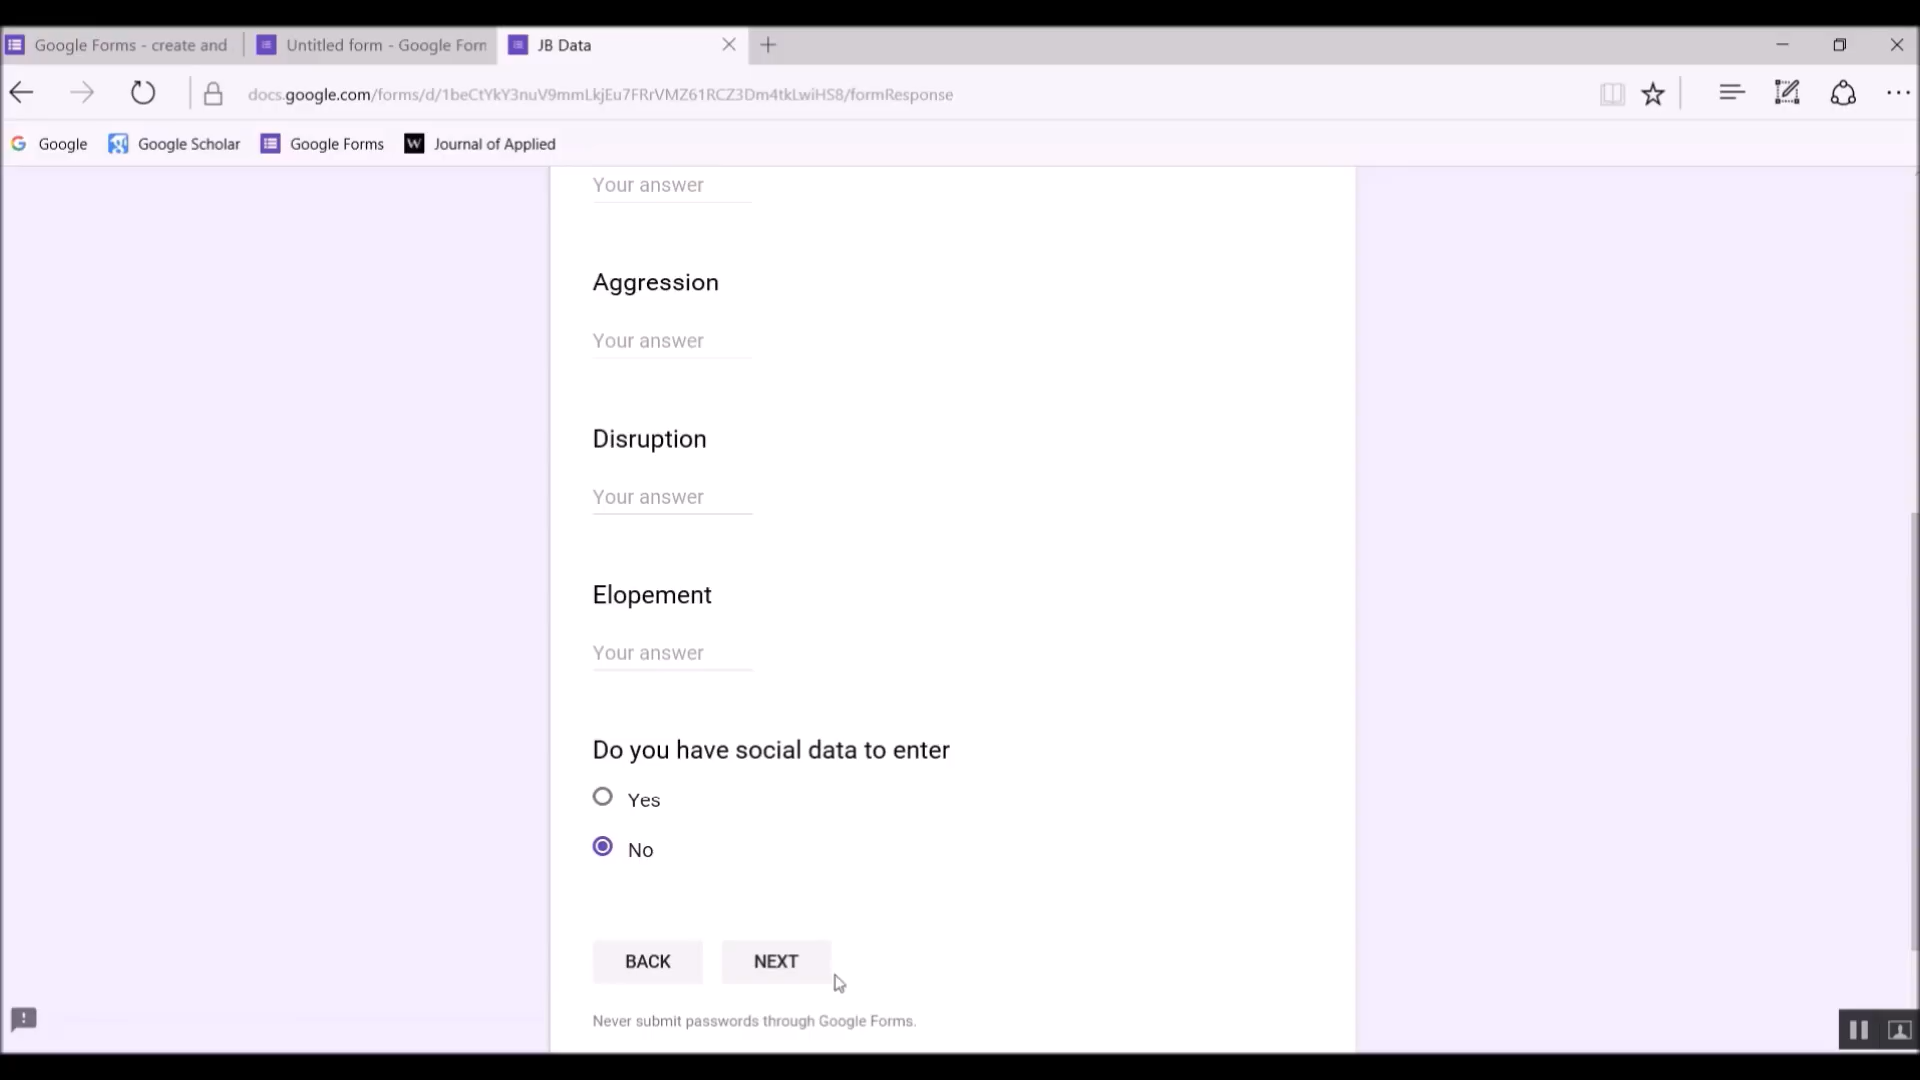 Google Forms - create and
Untitled form - Google Forn
JB Data
docs.google.com/forms/d/1beCtYkY3nuV9mmLkjEu7FRrVMZ61RCZ3Dm4tkLwiHS8/formResponse
Google
Google Scholar
Google Forms
W
Journal of Applied
Your answer
Aggression
Your answer
Disruption
Your answer
Elopement
Your answer
Do you have social data to enter
Yes
No
BACK
NEXT
Never submit passwords through Google Forms.